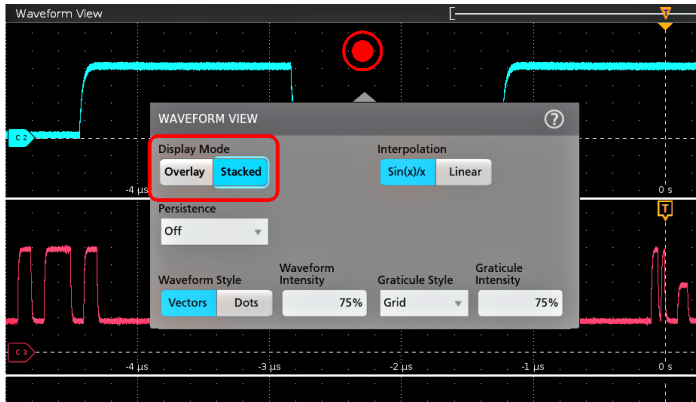 Waveform View
T
C 2
WAVEFORM VIEW
?
Display Mode
Interpolation
Overlay Stacked
Sin(x)/x Linear
-4 µs
0 s
T
Persistence
Off
Waveform Style
Waveform Intensity
Graticule Style
Graticule Intensity
Vectors Dots
75%
Grid
75%
C 3
-4 µs
-3 µs
-2 µs
-1 µs
0 s